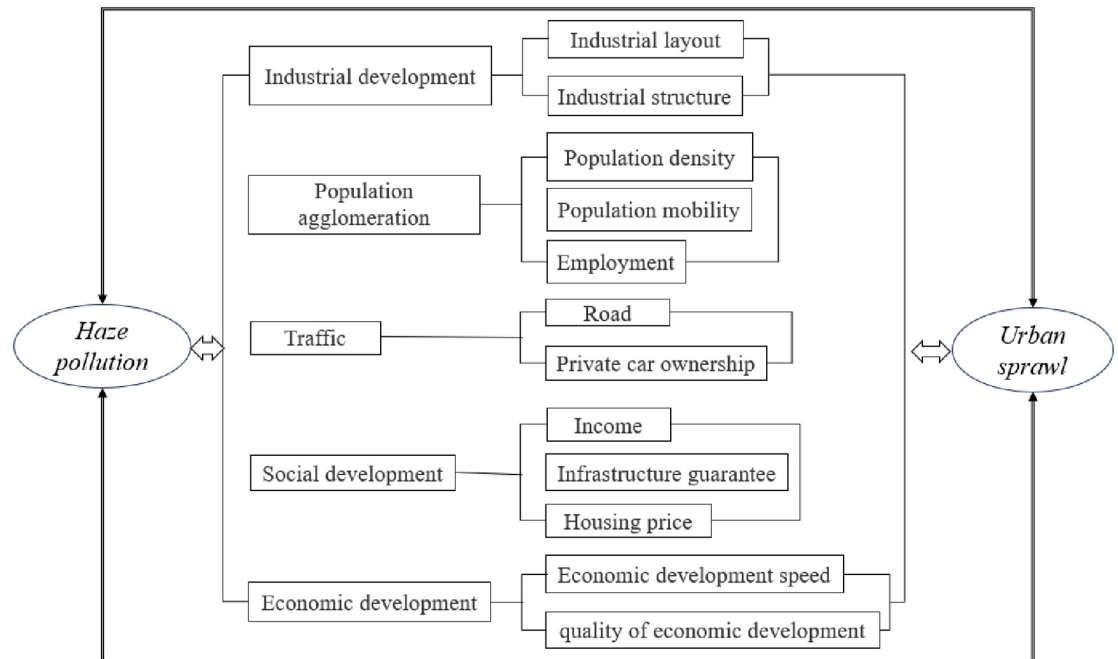 Industrial layout
Industrial development
Industrial structure
Population density
Population
agglomeration
Population mobility
Employment
Haze
pollution
Traffic
Road
Private car ownership
Urban
sprawl
Income
Social development
Infrastructure guarantee
Housing price
Economic development speed
Economic development
quality of economic development